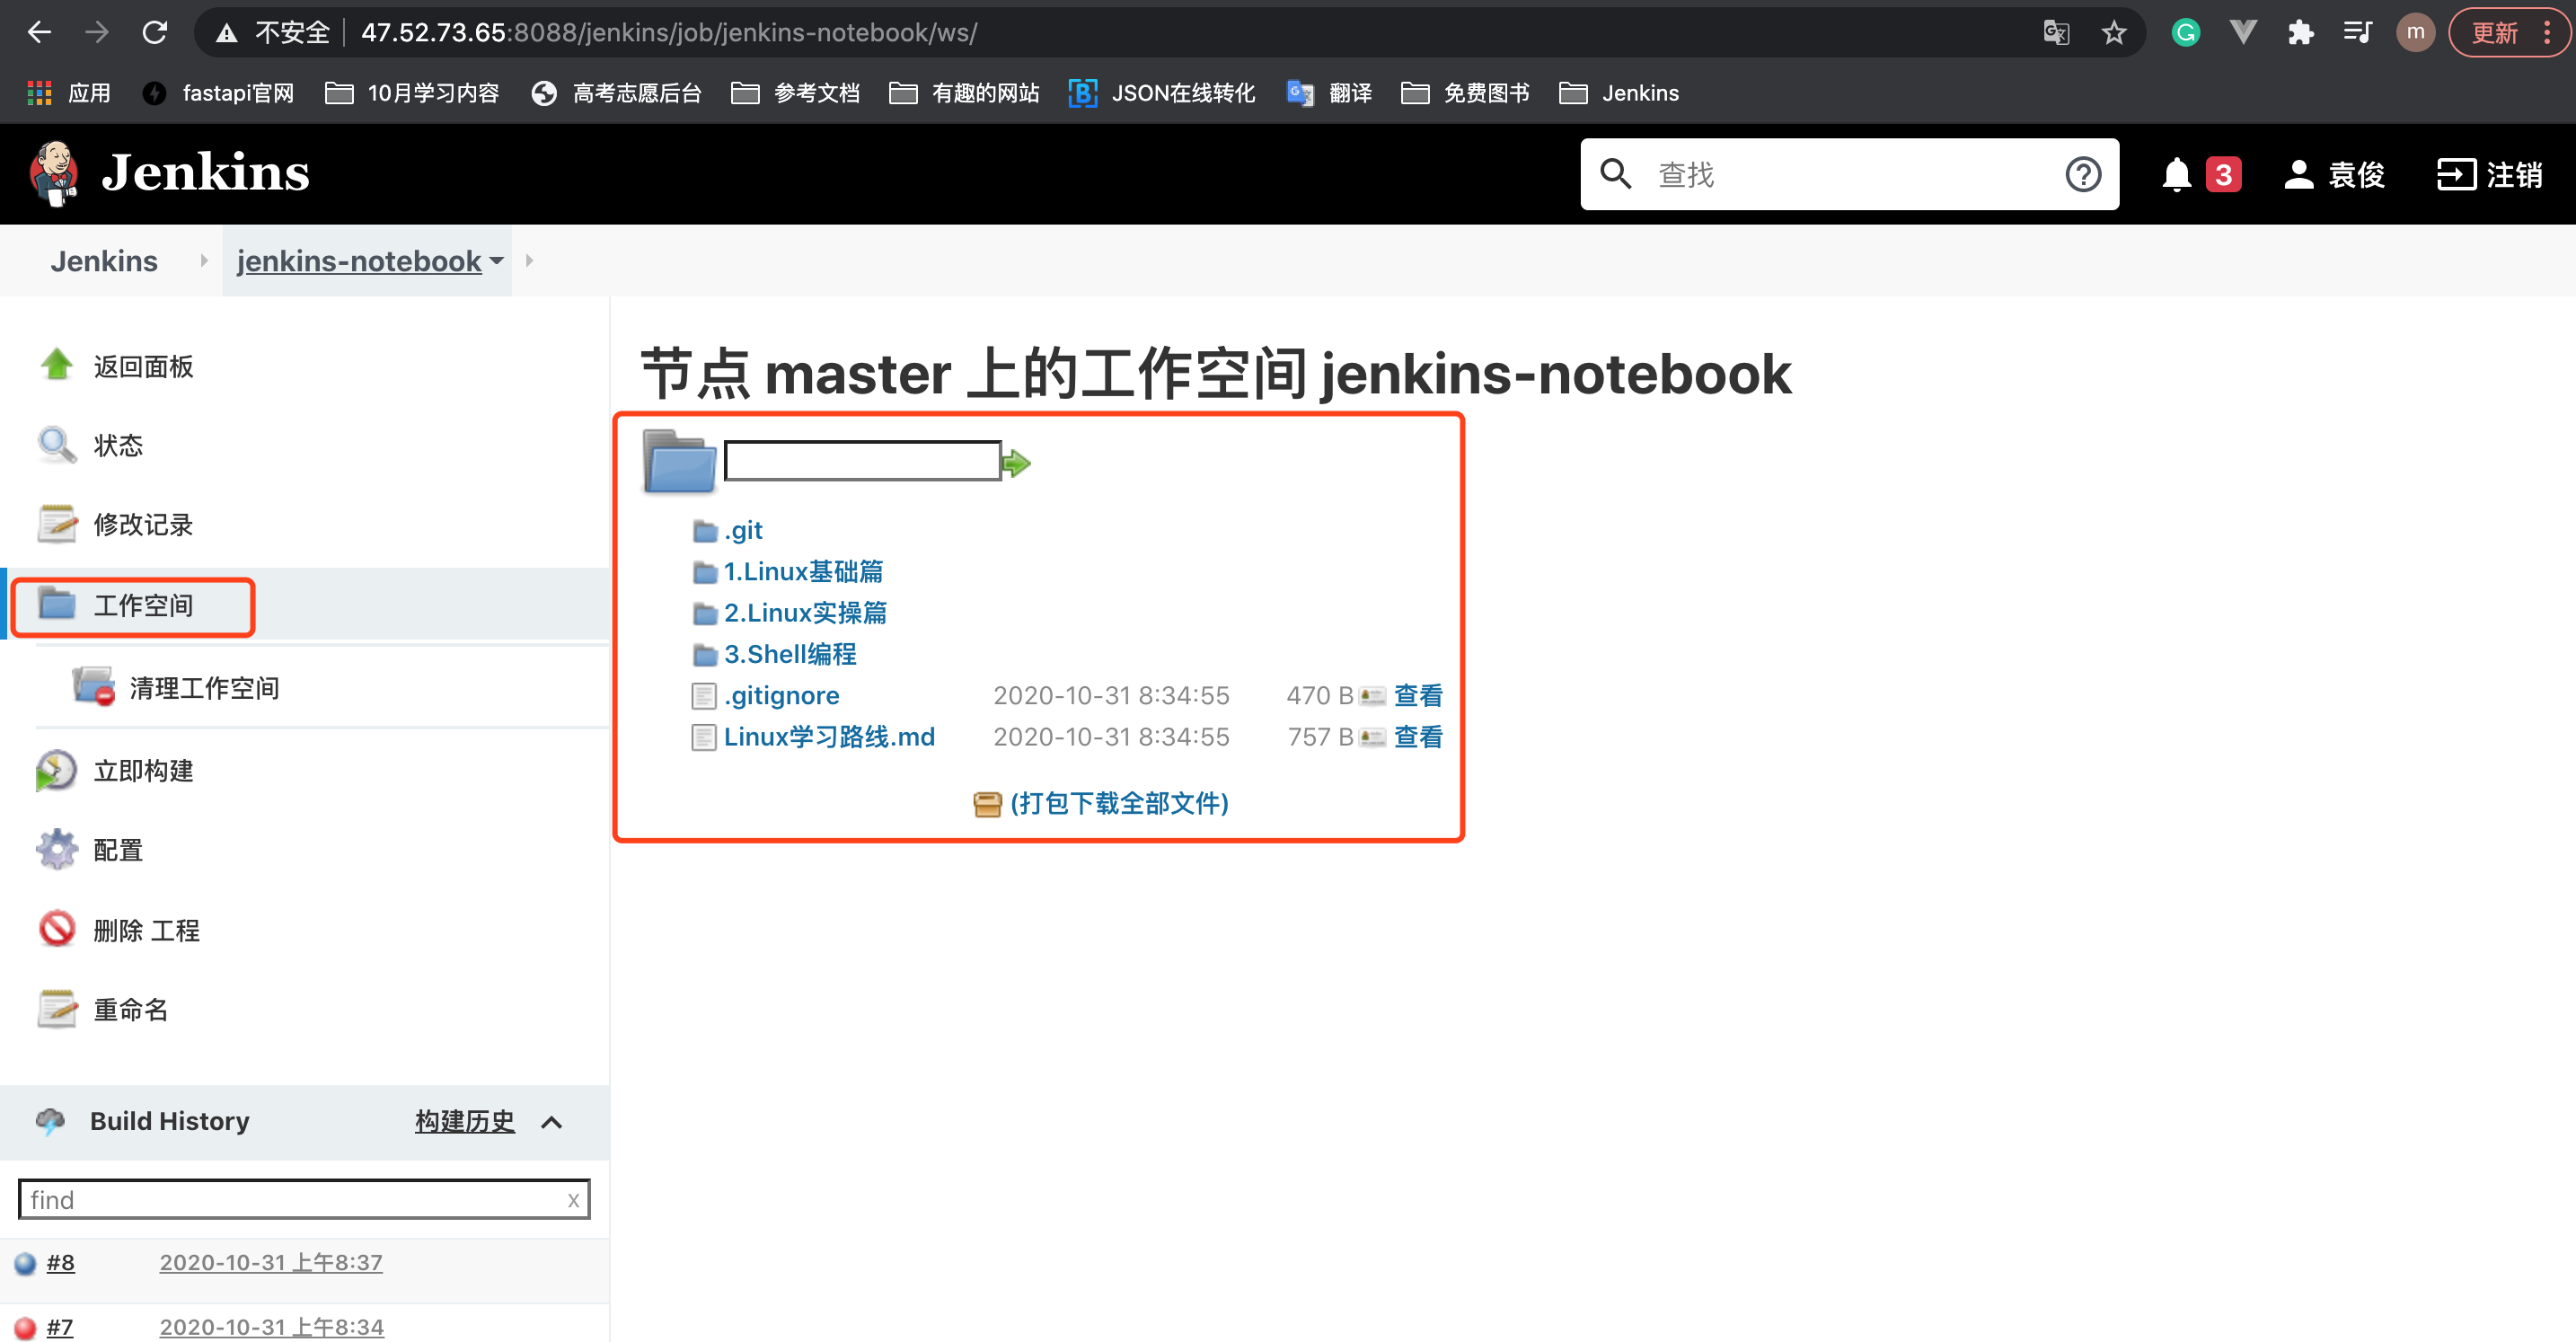 不安全 47.52.73.65:8088/jenkins/job/jenkins-notebook/ws/ m 更新
应用 fastapi官网 10月学习内容 高考志愿后台 参考文档 有趣的网站 JSON在线转化 翻译 免费图书 Jenkins
Jenkins 查找 3 袁俊 注销
Jenkins jenkins-notebook
返回面板
状态
修改记录
工作空间
清理工作空间
立即构建
配置
删除 工程
重命名
Build History 构建历史
find x
#8 2020-10-31 上午8:37
#7 2020-10-31 上午8:34
节点 master 上的工作空间 jenkins-notebook
.git
1.Linux基础篇
2.Linux实操篇
3.Shell编程
.gitignore 2020-10-31 8:34:55 470 B 查看
Linux学习路线.md 2020-10-31 8:34:55 757 B 查看
(打包下载全部文件)